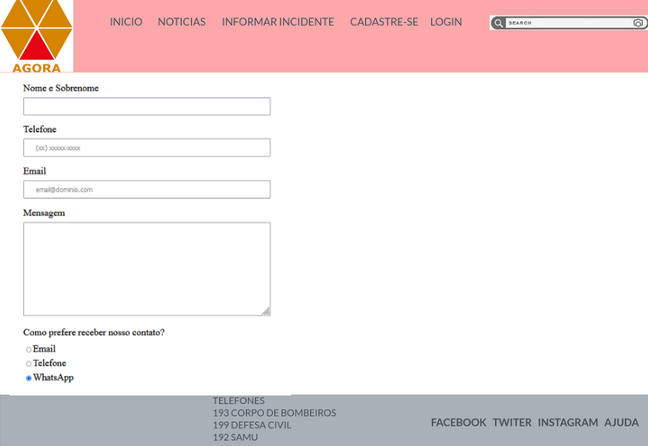 INICIO NOTICIAS INFORMAR INCIDENTE CADASTRE-SE LOGIN SEARCH
AGORA
Nome e Sobrenome
Telefone
(xx) xxxxx-xxxx
Email
email@dominio.com
Mensagem
Como prefere receber nosso contato?
Email
Telefone
WhatsApp
TELEFONES
193 CORPO DE BOMBEIROS
199 DEFESA CIVIL
192 SAMU
FACEBOOK TWITER INSTAGRAM AJUDA